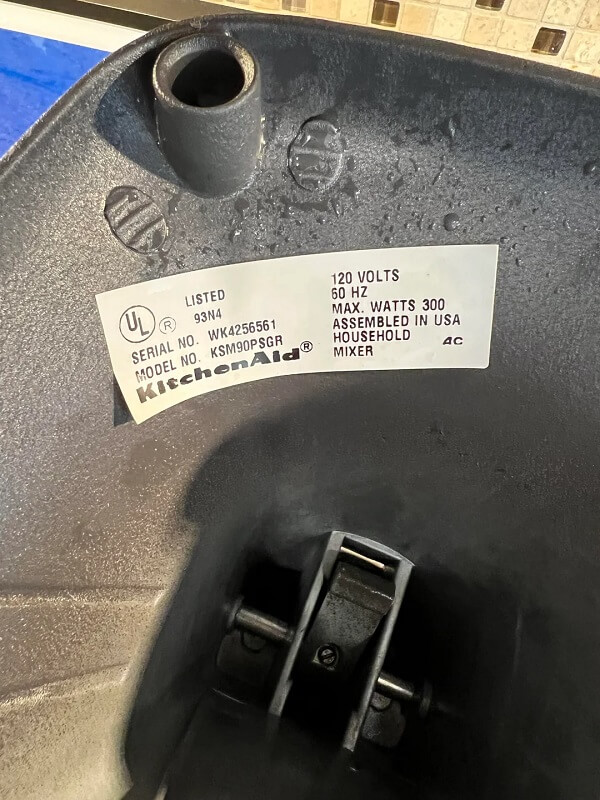 UL ® LISTED
93N4
SERIAL NO. WK4256561
MODEL NO. KSM90PSGR
KitchenAid®
120 VOLTS
60 HZ
MAX. WATTS 300
ASSEMBLED IN USA
HOUSEHOLD 4C
MIXER